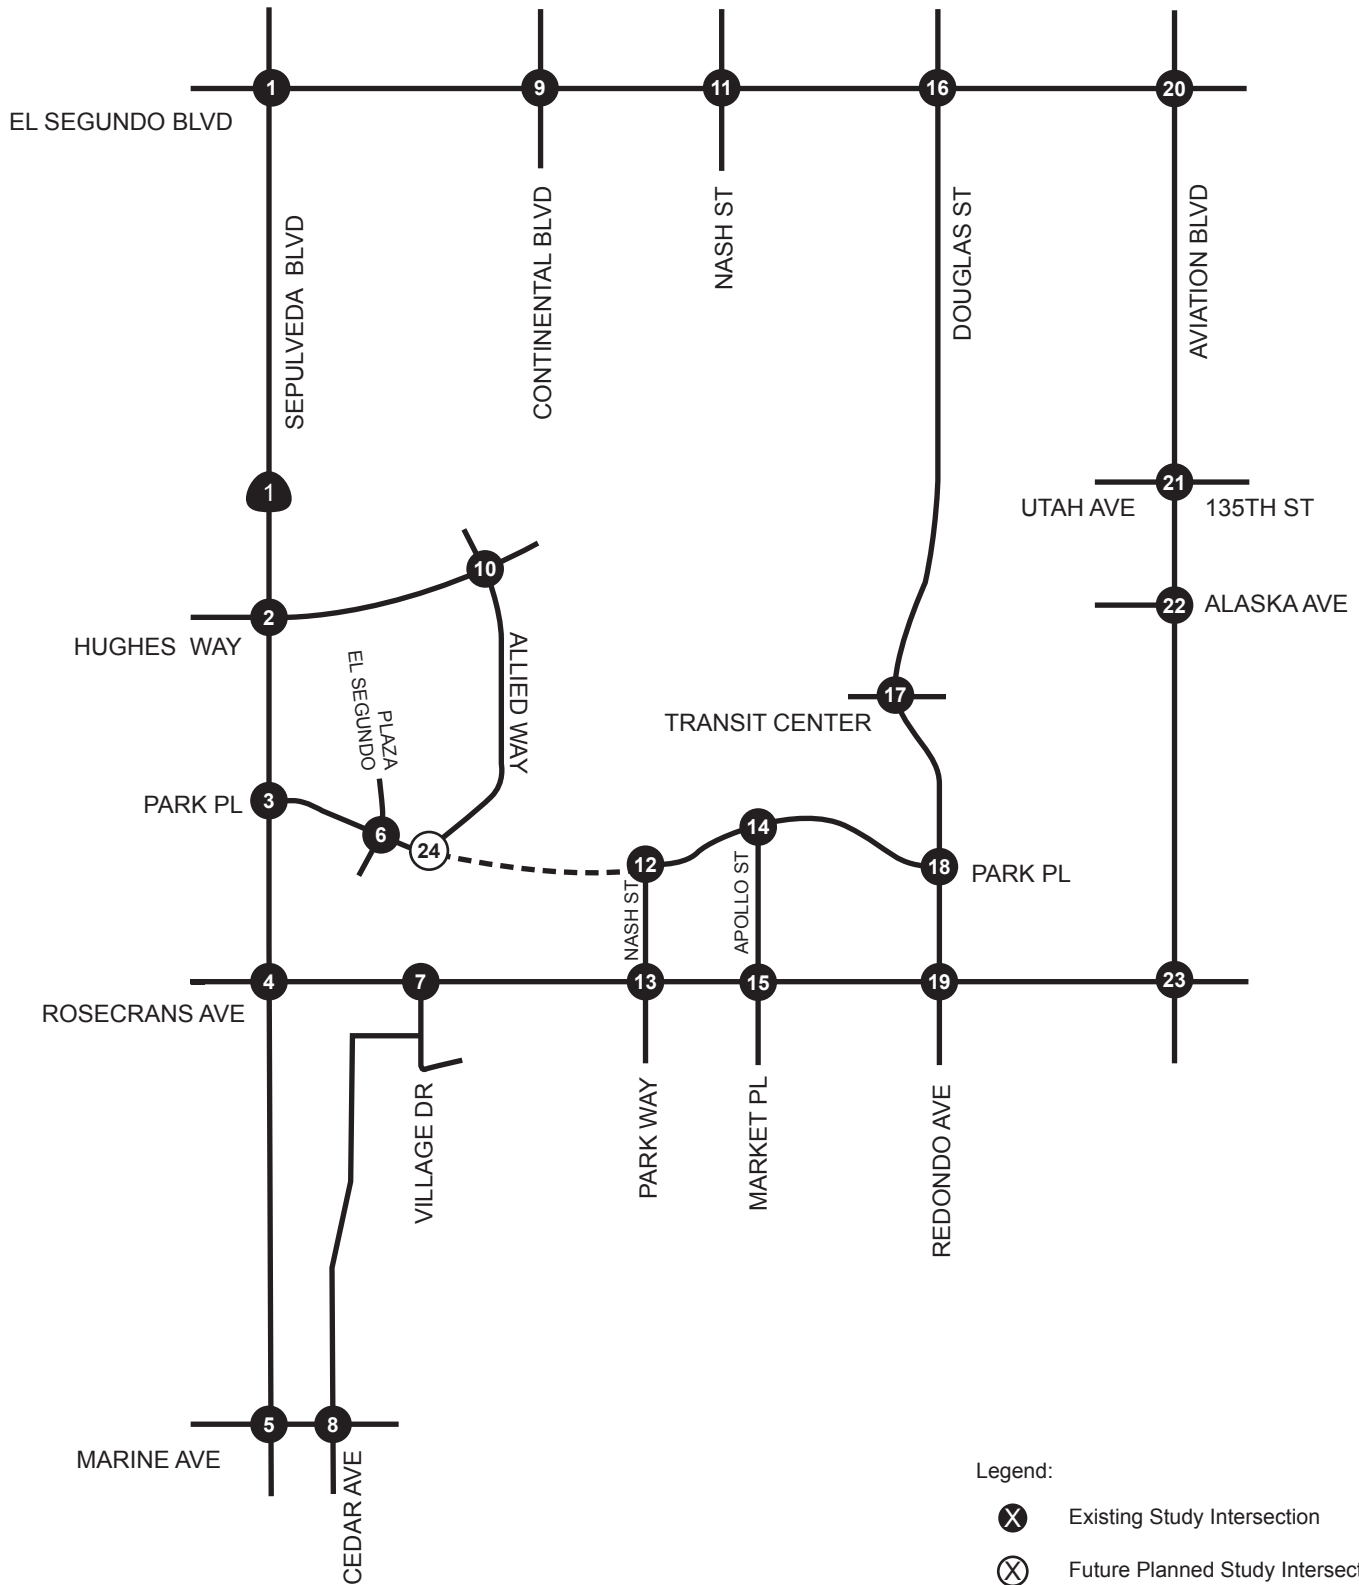 1
9
11
16
20
EL SEGUNDO BLVD
SEPULVEDA BLVD
CONTINENTAL BLVD
NASH ST
DOUGLAS ST
AVIATION BLVD
1
21
UTAH AVE
135TH ST
10
2
22
ALASKA AVE
HUGHES WAY
EL SEGUNDO
PLAZA
ALLIED WAY
17
TRANSIT CENTER
3
PARK PL
6
24
12
14
18
PARK PL
NASH ST
APOLLO ST
4
7
13
15
19
23
ROSECRANS AVE
VILLAGE DR
PARK WAY
MARKET PL
REDONDO AVE
5
8
MARINE AVE
CEDAR AVE
Legend:
X Existing Study Intersection
X Future Planned Study Intersect